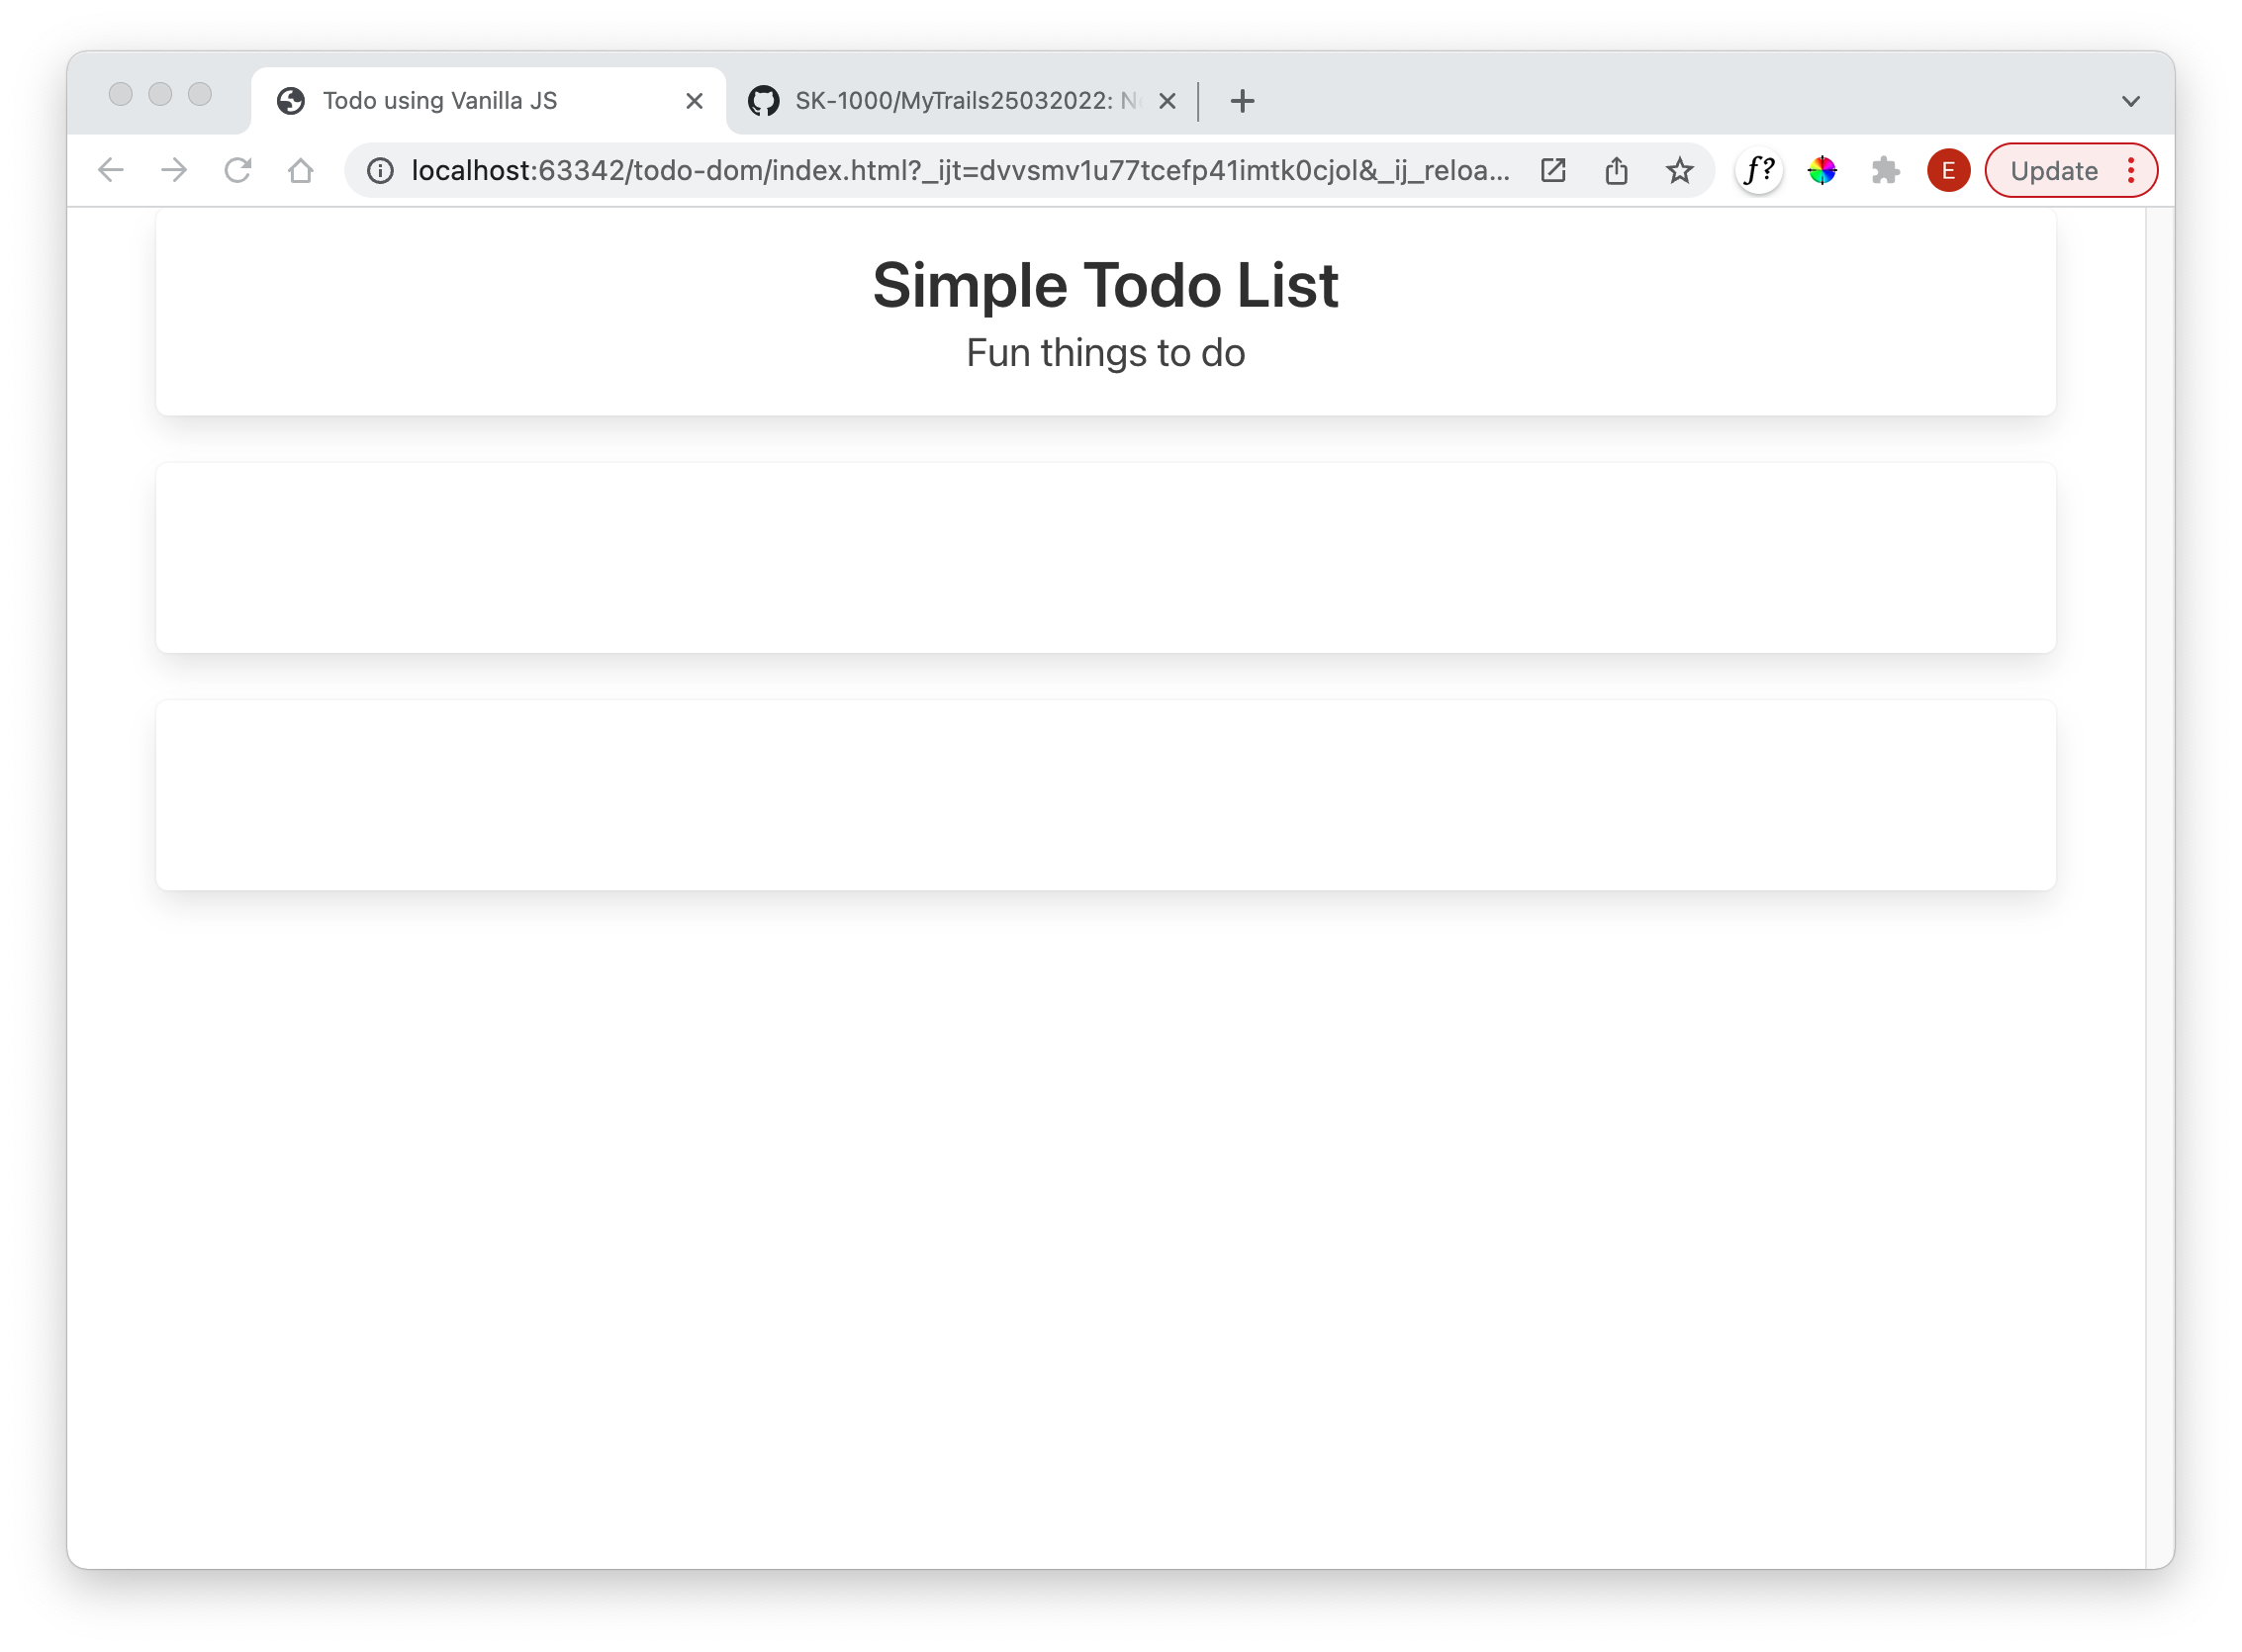 Todo using Vanilla JS
SK-1000/MyTrails25032022:
localhost:63342/todo-dom/index.html?_ijt=dvvsmv1u77tcefp41imtk0cjol&_ij_reloa...
f?
E
Update
Simple Todo List
Fun things to do